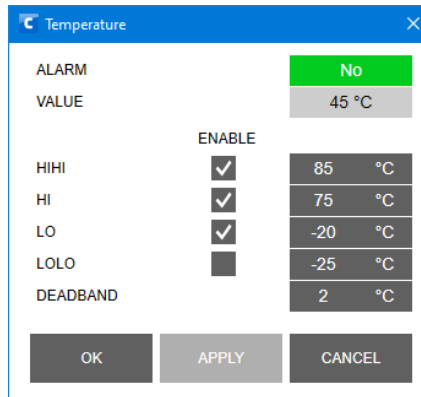 Temperature
ALARM No
VALUE 45 °C
ENABLE
HIHI 85 °C
HI 75 °C
LO -20 °C
LOLO -25 °C
DEADBAND 2 °C
OK APPLY CANCEL